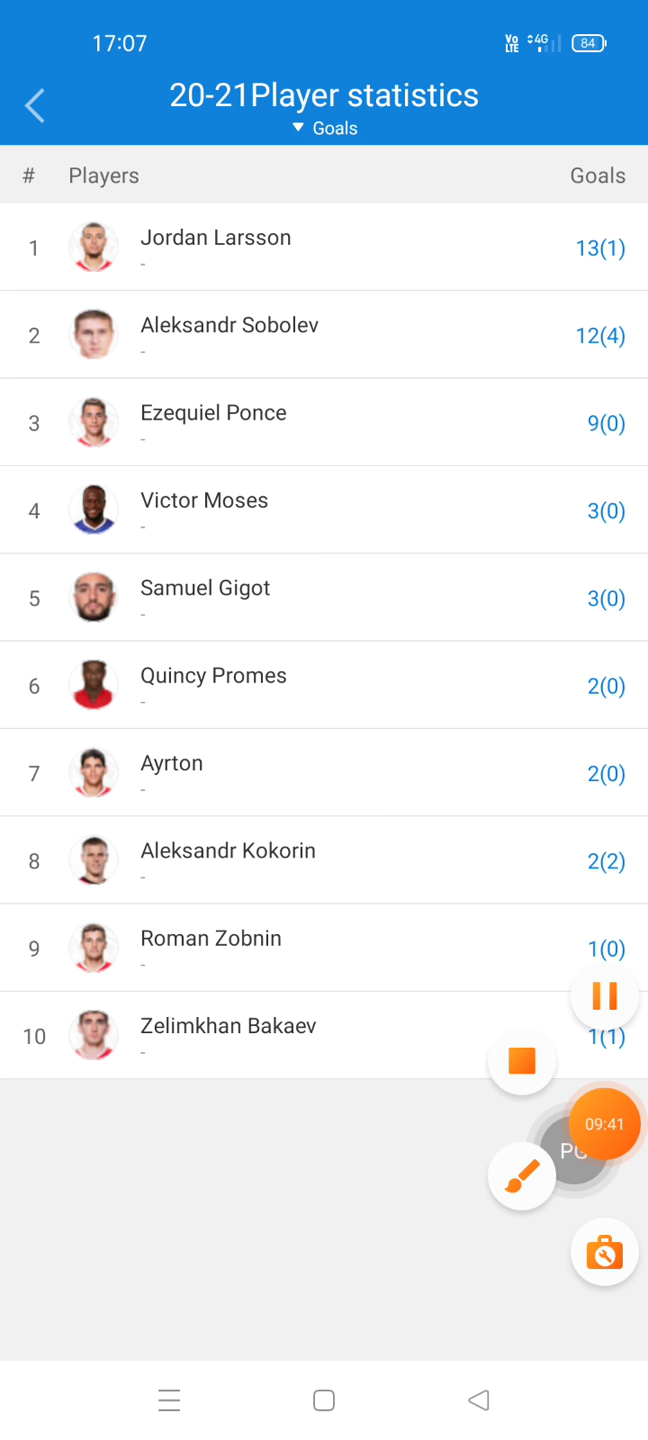 17:07
Vo LTE 4G 84
20-21Player statistics
▼ Goals
# Players Goals
1 Jordan Larsson 13(1)
-
2 Aleksandr Sobolev 12(4)
-
3 Ezequiel Ponce 9(0)
-
4 Victor Moses 3(0)
-
5 Samuel Gigot 3(0)
-
6 Quincy Promes 2(0)
-
7 Ayrton 2(0)
-
8 Aleksandr Kokorin 2(2)
-
9 Roman Zobnin 1(0)
-
10 Zelimkhan Bakaev 1(1)
-
09:41